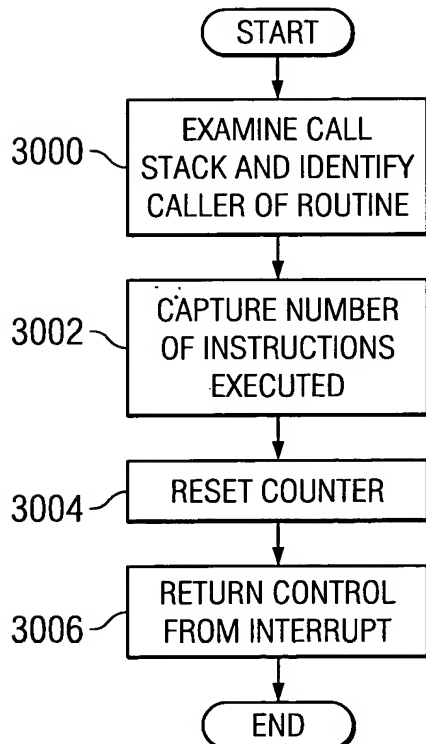 START
3000
EXAMINE CALL
STACK AND IDENTIFY
CALLER OF ROUTINE
3002
CAPTURE NUMBER
OF INSTRUCTIONS
EXECUTED
3004
RESET COUNTER
3006
RETURN CONTROL
FROM INTERRUPT
END